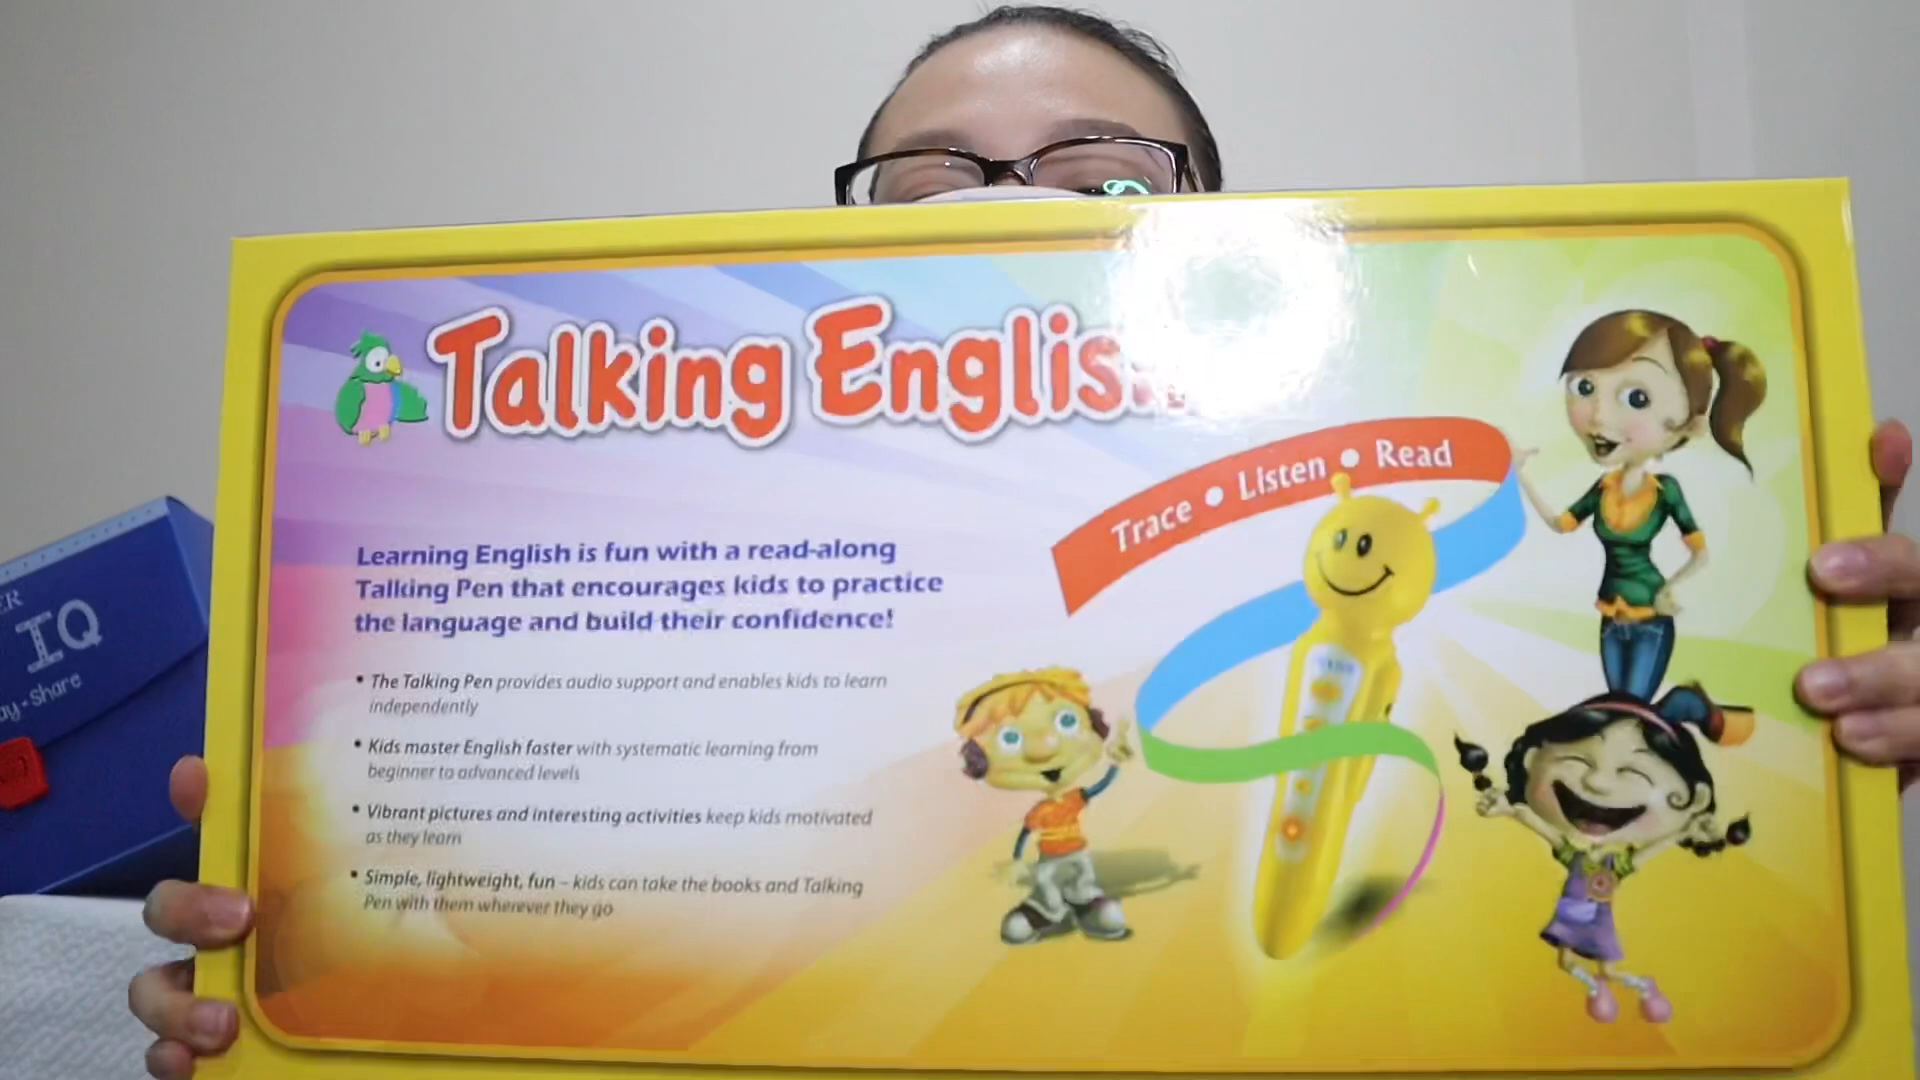 Talking English
Trace • Listen • Read
Learning English is fun with a read-along
Talking Pen that encourages kids to practice
the language and build their confidence!
• The Talking Pen provides audio support and enables kids to learn
independently
• Kids master English faster with systematic learning from
beginner to advanced levels
• Vibrant pictures and interesting activities keep kids motivated
as they learn
• Simple, lightweight, fun – kids can take the books and Talking
Pen with them wherever they go
ER
IQ
ay • Share